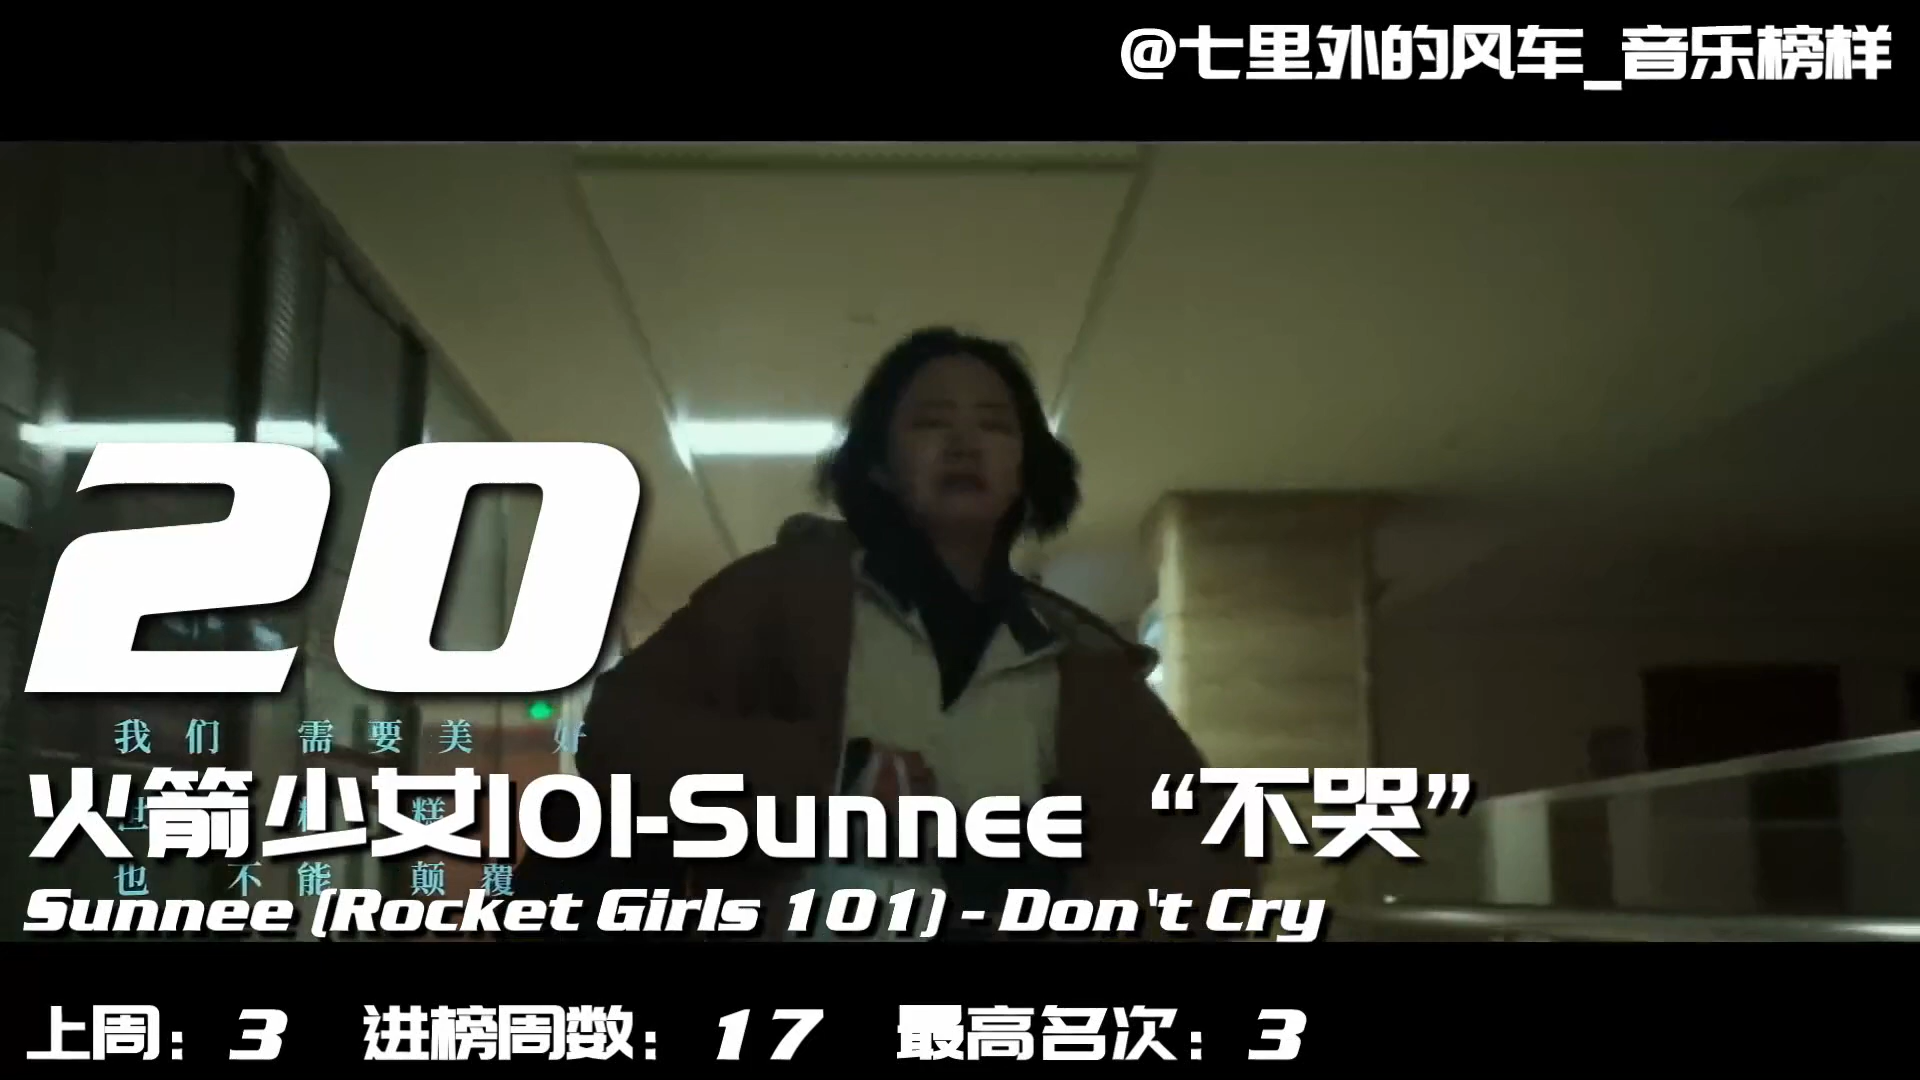 @七里外的风车_音乐榜样
20
我们 需要美 好
糕
火箭少女101-Sunnee “不哭”
也 不能 颠覆
Sunnee (Rocket Girls 101) - Don't Cry
上周：3 进榜周数：17 最高名次：3